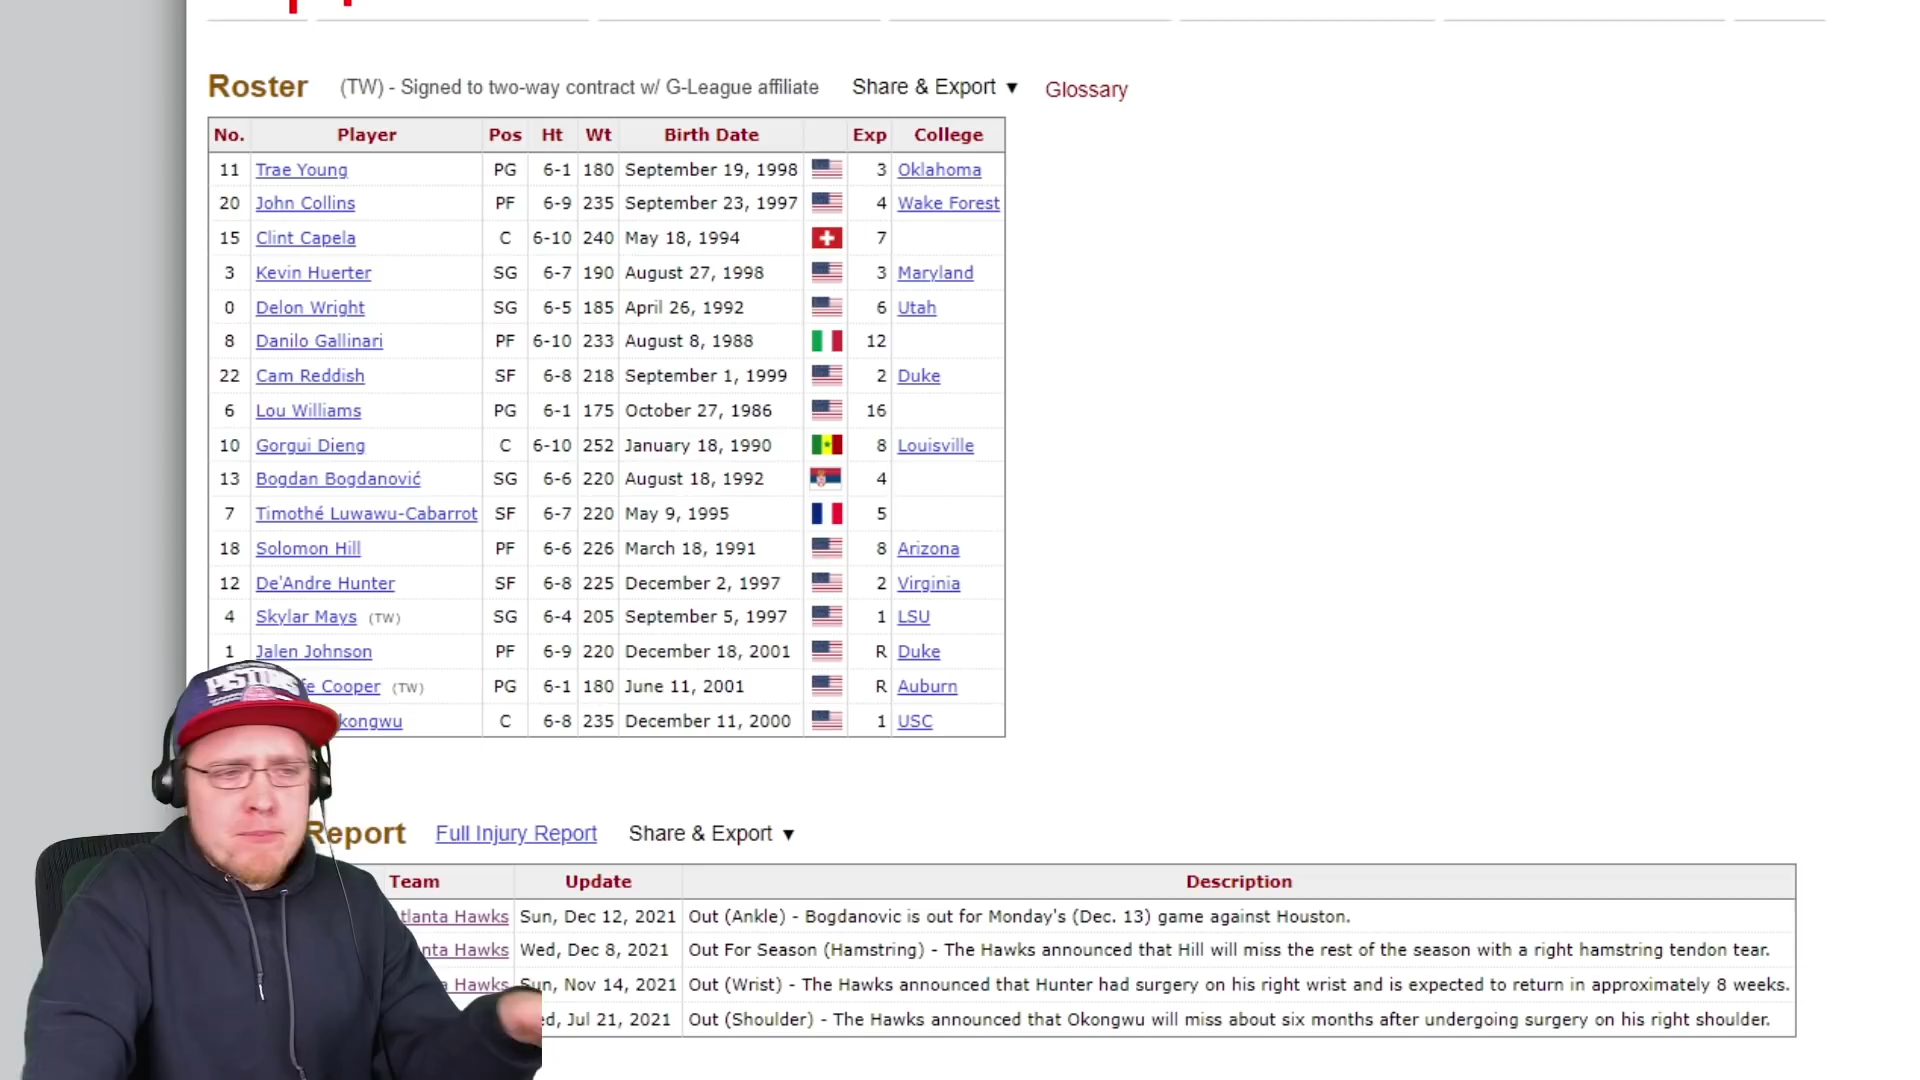 Roster (TW) - Signed to two-way contract w/ G-League affiliate Share & Export ▼ Glossary
No. Player Pos Ht Wt Birth Date Exp College
11 Trae Young PG 6-1 180 September 19, 1998 3 Oklahoma
20 John Collins PF 6-9 235 September 23, 1997 4 Wake Forest
15 Clint Capela C 6-10 240 May 18, 1994 7
3 Kevin Huerter SG 6-7 190 August 27, 1998 3 Maryland
0 Delon Wright SG 6-5 185 April 26, 1992 6 Utah
8 Danilo Gallinari PF 6-10 233 August 8, 1988 12
22 Cam Reddish SF 6-8 218 September 1, 1999 2 Duke
6 Lou Williams PG 6-1 175 October 27, 1986 16
10 Gorgui Dieng C 6-10 252 January 18, 1990 8 Louisville
13 Bogdan Bogdanović SG 6-6 220 August 18, 1992 4
7 Timothé Luwawu-Cabarrot SF 6-7 220 May 9, 1995 5
18 Solomon Hill PF 6-6 226 March 18, 1991 8 Arizona
12 De'Andre Hunter SF 6-8 225 December 2, 1997 2 Virginia
4 Skylar Mays (TW) SG 6-4 205 September 5, 1997 1 LSU
1 Jalen Johnson PF 6-9 220 December 18, 2001 R Duke
fe Cooper (TW) PG 6-1 180 June 11, 2001 R Auburn
kongwu C 6-8 235 December 11, 2000 1 USC
PISTONS
Report Full Injury Report Share & Export ▼
Team Update Description
tlanta Hawks Sun, Dec 12, 2021 Out (Ankle) - Bogdanovic is out for Monday's (Dec. 13) game against Houston.
nta Hawks Wed, Dec 8, 2021 Out For Season (Hamstring) - The Hawks announced that Hill will miss the rest of the season with a right hamstring tendon tear.
a Hawks Sun, Nov 14, 2021 Out (Wrist) - The Hawks announced that Hunter had surgery on his right wrist and is expected to return in approximately 8 weeks.
ed, Jul 21, 2021 Out (Shoulder) - The Hawks announced that Okongwu will miss about six months after undergoing surgery on his right shoulder.